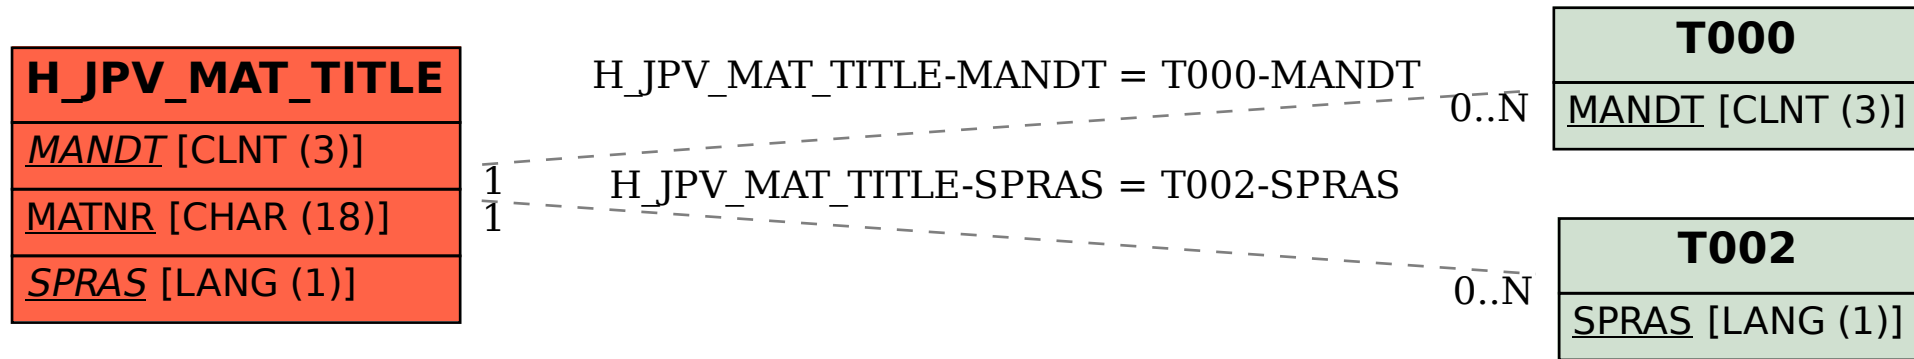 H_JPV_MAT_TITLE
MANDT [CLNT (3)]
MATNR [CHAR (18)]
SPRAS [LANG (1)]
H_JPV_MAT_TITLE-MANDT = T000-MANDT
0..N
1
H_JPV_MAT_TITLE-SPRAS = T002-SPRAS
1
0..N
T000
MANDT [CLNT (3)]
T002
SPRAS [LANG (1)]